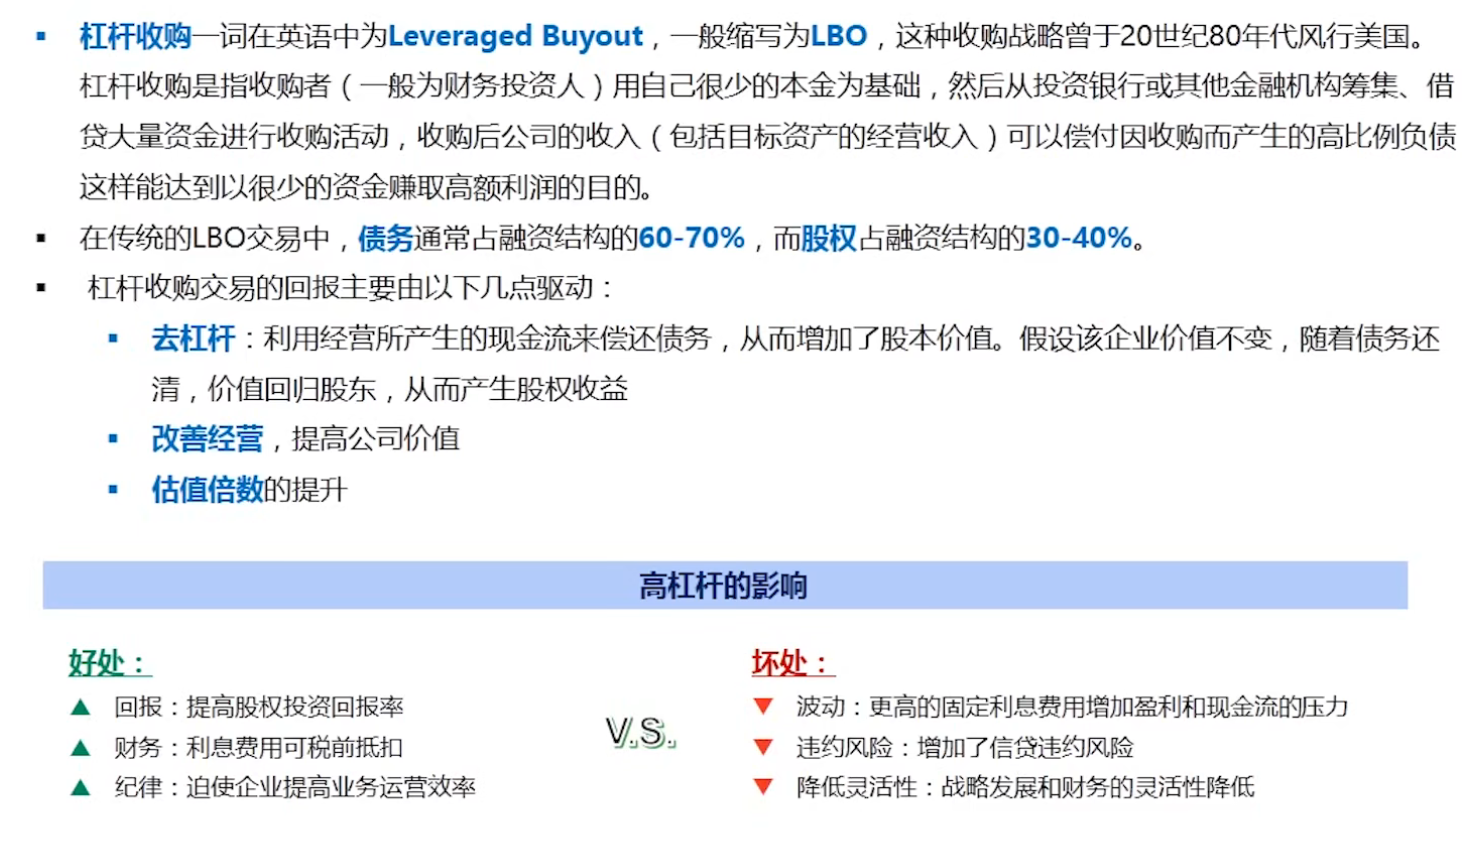 杠杆收购一词在英语中为Leveraged Buyout，一般缩写为LBO，这种收购战略曾于20世纪80年代风行美国。
杠杆收购是指收购者（一般为财务投资人）用自己很少的本金为基础，然后从投资银行或其他金融机构筹集、借
贷大量资金进行收购活动，收购后公司的收入（包括目标资产的经营收入）可以偿付因收购而产生的高比例负债
这样能达到以很少的资金赚取高额利润的目的。
在传统的LBO交易中，债务通常占融资结构的60-70%，而股权占融资结构的30-40%。
杠杆收购交易的回报主要由以下几点驱动：
去杠杆：利用经营所产生的现金流来偿还债务，从而增加了股本价值。假设该企业价值不变，随着债务还
清，价值回归股东，从而产生股权收益
改善经营，提高公司价值
估值倍数的提升
高杠杆的影响
好处：
▲ 回报：提高股权投资回报率
▲ 财务：利息费用可税前抵扣
▲ 纪律：迫使企业提高业务运营效率
V.S.
坏处：
▼ 波动：更高的固定利息费用增加盈利和现金流的压力
▼ 违约风险：增加了信贷违约风险
▼ 降低灵活性：战略发展和财务的灵活性降低